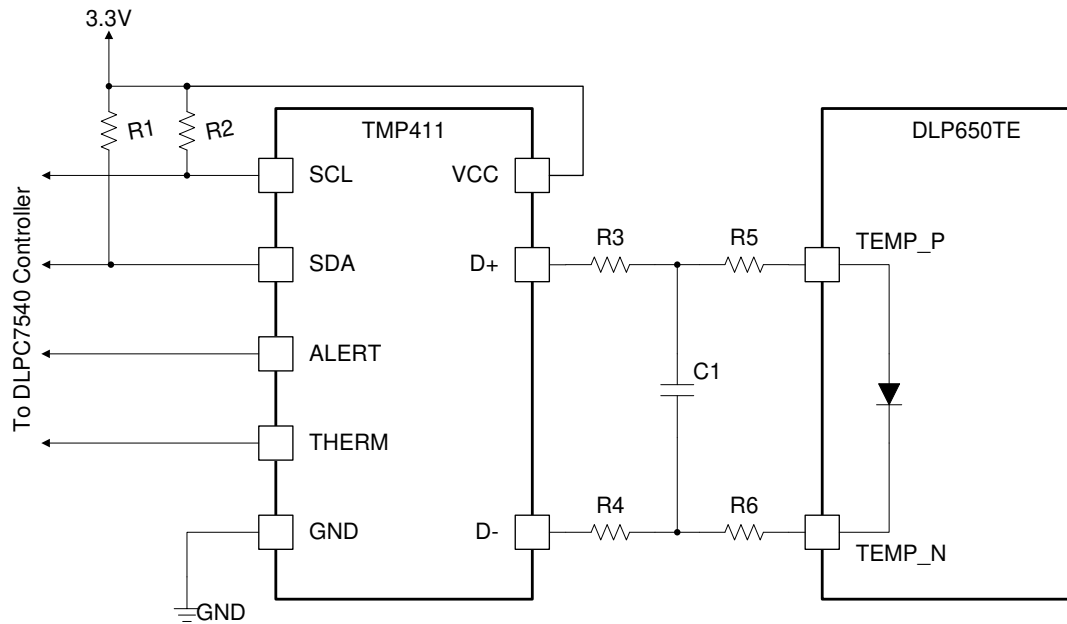 3.3V
R1
R2
TMP411
DLP650TE
SCL
VCC
SDA
D+
R3
R5
TEMP_P
To DLPC7540 Controller
ALERT
C1
THERM
GND
D-
R4
R6
TEMP_N
GND